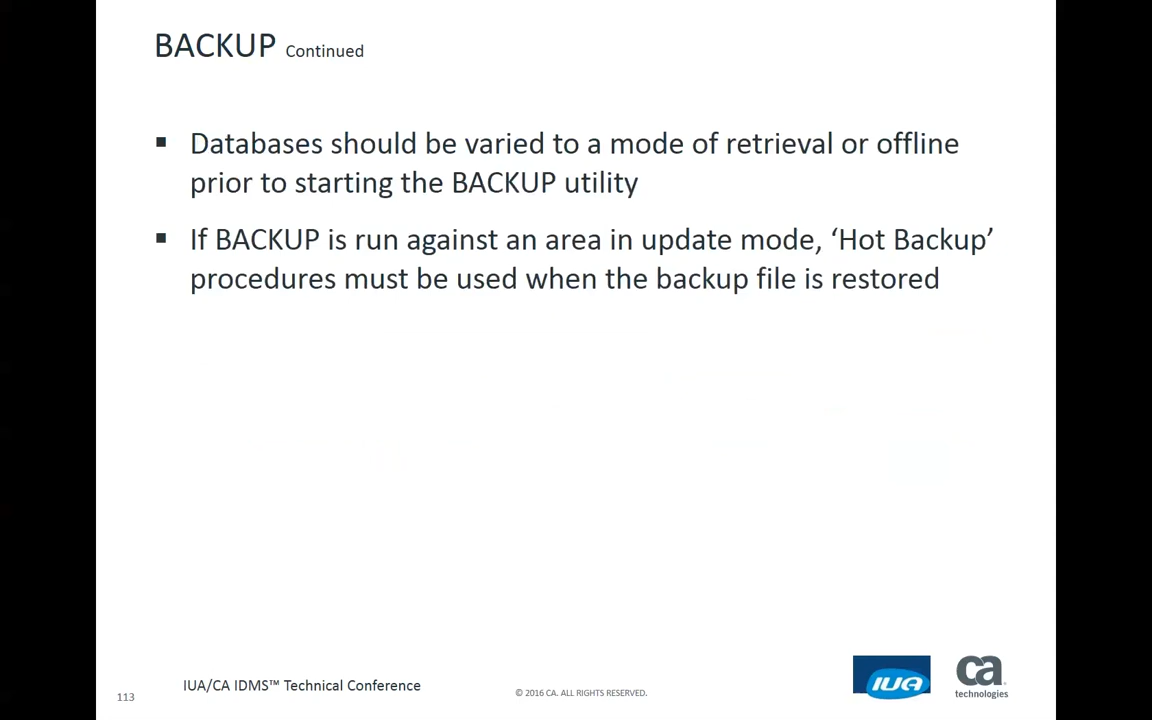 BACKUP Continued
▪ Databases should be varied to a mode of retrieval or offline
prior to starting the BACKUP utility
▪ If BACKUP is run against an area in update mode, ‘Hot Backup’
procedures must be used when the backup file is restored
113
IUA/CA IDMS™ Technical Conference
© 2016 CA. ALL RIGHTS RESERVED.
IUA
ca
technologies